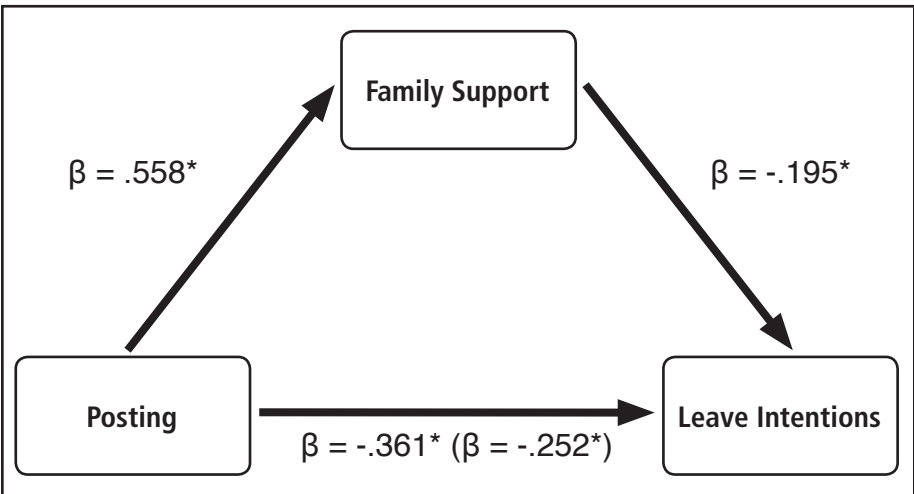 Family Support
β = .558*
β = -.195*
Posting
Leave Intentions
β = -.361* (β = -.252*)